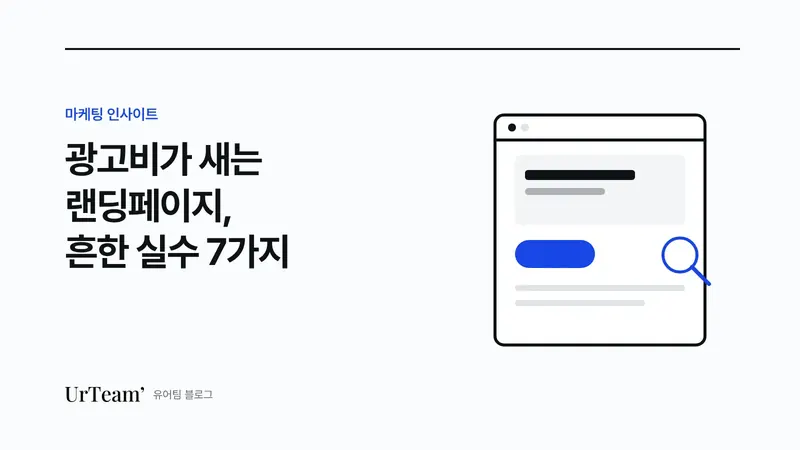 마케팅 인사이트
광고비가 새는
랜딩페이지,
흔한 실수 7가지
UrTeam’ 유어팀 블로그